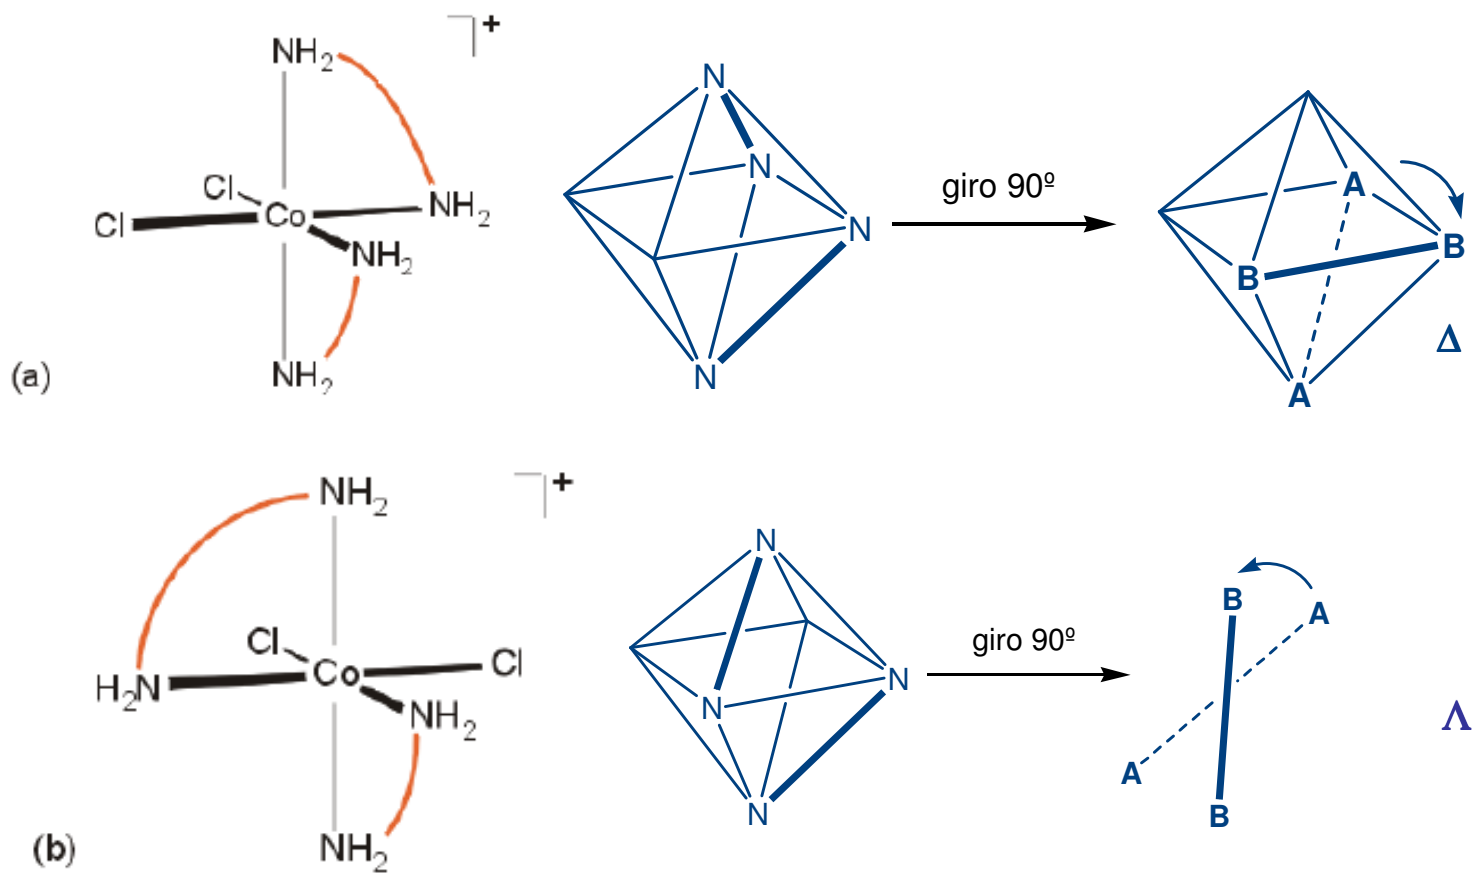 NH₂
]⁺
Cl
Cl
Co
NH₂
NH₂
NH₂
(a)
N
N
N
N
giro 90º
A
B
B
A
Δ
NH₂
]⁺
Cl
Cl
H₂N
Co
NH₂
NH₂
(b)
N
N
N
N
giro 90º
B
A
A
B
Λ